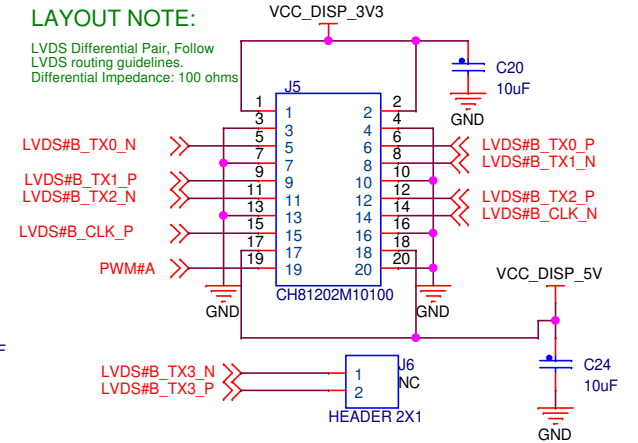 LAYOUT NOTE:
LVDS Differential Pair, Follow
LVDS routing guidelines.
Differential Impedance: 100 ohms
VCC_DISP_3V3
C20
10uF
GND
J5
1 1 2 2
3 3 4 4
LVDS#B_TX0_N 5 5 6 6 LVDS#B_TX0_P
7 7 8 8 LVDS#B_TX1_N
LVDS#B_TX1_P 9 9 10 10
LVDS#B_TX2_N 11 11 12 12 LVDS#B_TX2_P
13 13 14 14 LVDS#B_CLK_N
LVDS#B_CLK_P 15 15 16 16
17 17 18 18
PWM#A 19 19 20 20
CH81202M10100
GND
GND
VCC_DISP_5V
C24
10uF
GND
F
LVDS#B_TX3_N 1
LVDS#B_TX3_P 2
J6
NC
HEADER 2X1